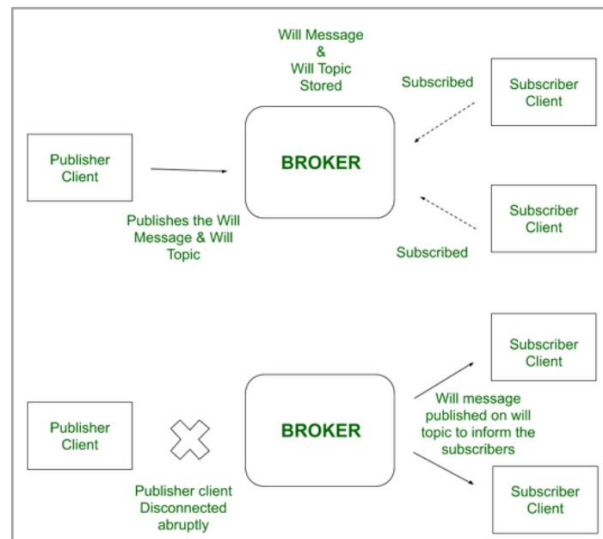 Will Message
&
Will Topic
Stored
Subscribed
Subscriber
Client
Publisher
Client
BROKER
Publishes the Will
Message & Will
Topic
Subscriber
Client
Subscribed
Subscriber
Client
Publisher
Client
BROKER
Will message
published on will
topic to inform the
subscribers
Publisher client
Disconnected
abruptly
Subscriber
Client